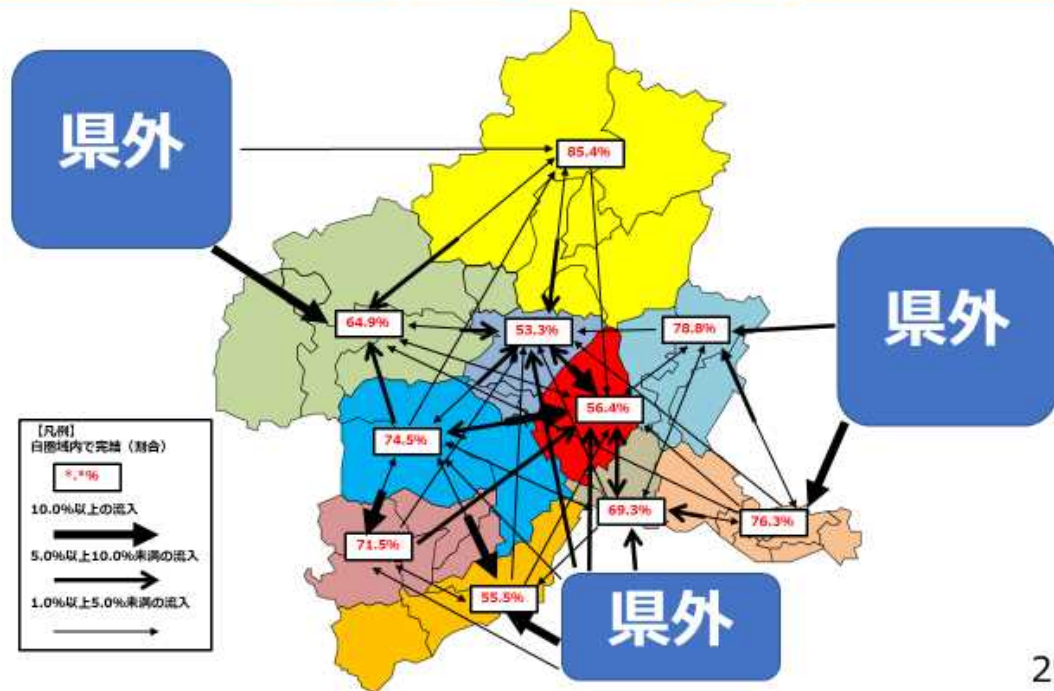 県外
85.4%
県外
64.9%
53.3%
78.8%
56.4%
74.5%
【凡例】
自圏域内で完結（割合）
*.*%
10.0%以上の流入
5.0%以上10.0%未満の流入
1.0%以上5.0%未満の流入
69.3%
76.3%
71.5%
55.5%
県外
2